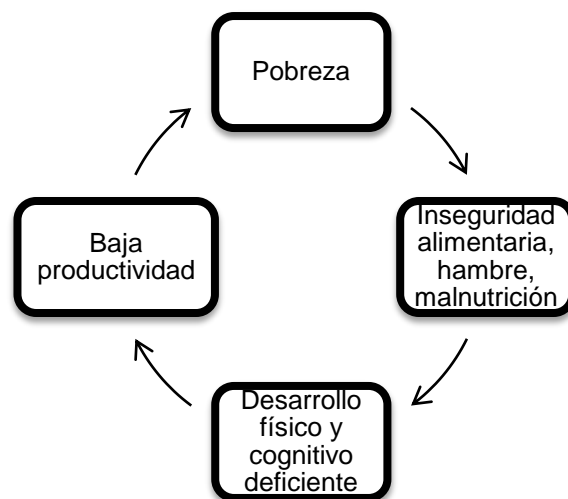 Pobreza
Inseguridad
alimentaria,
hambre,
malnutrición
Desarrollo
físico y
cognitivo
deficiente
Baja
productividad